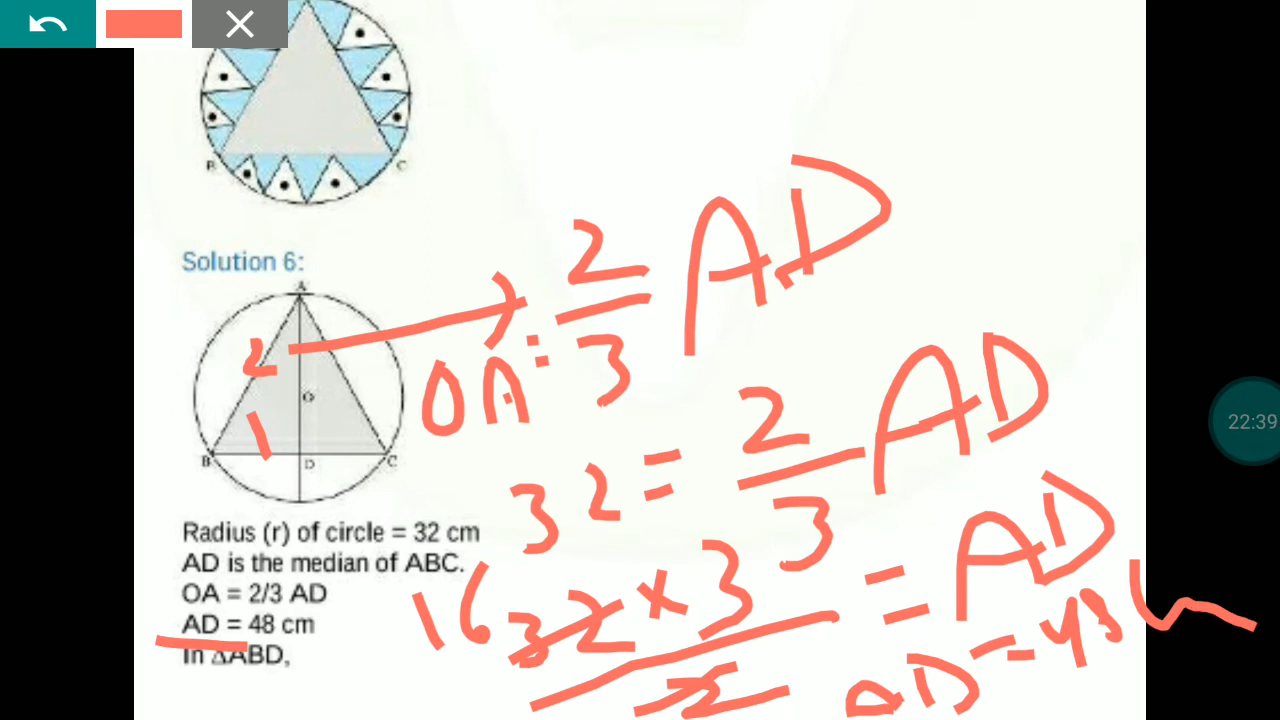 B
C
Solution 6:
A
2
1
O
B
D
C
OA = 2/3 AD
32 = 2/3 AD
Radius (r) of circle = 32 cm
AD is the median of ABC.
OA = 2/3 AD
AD = 48 cm
In ΔABD,
16
32 × 3 / 2 = AD
AD = 48
22:39